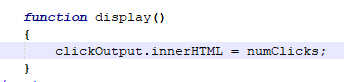 function display()
{
clickOutput.innerHTML = numClicks;
}